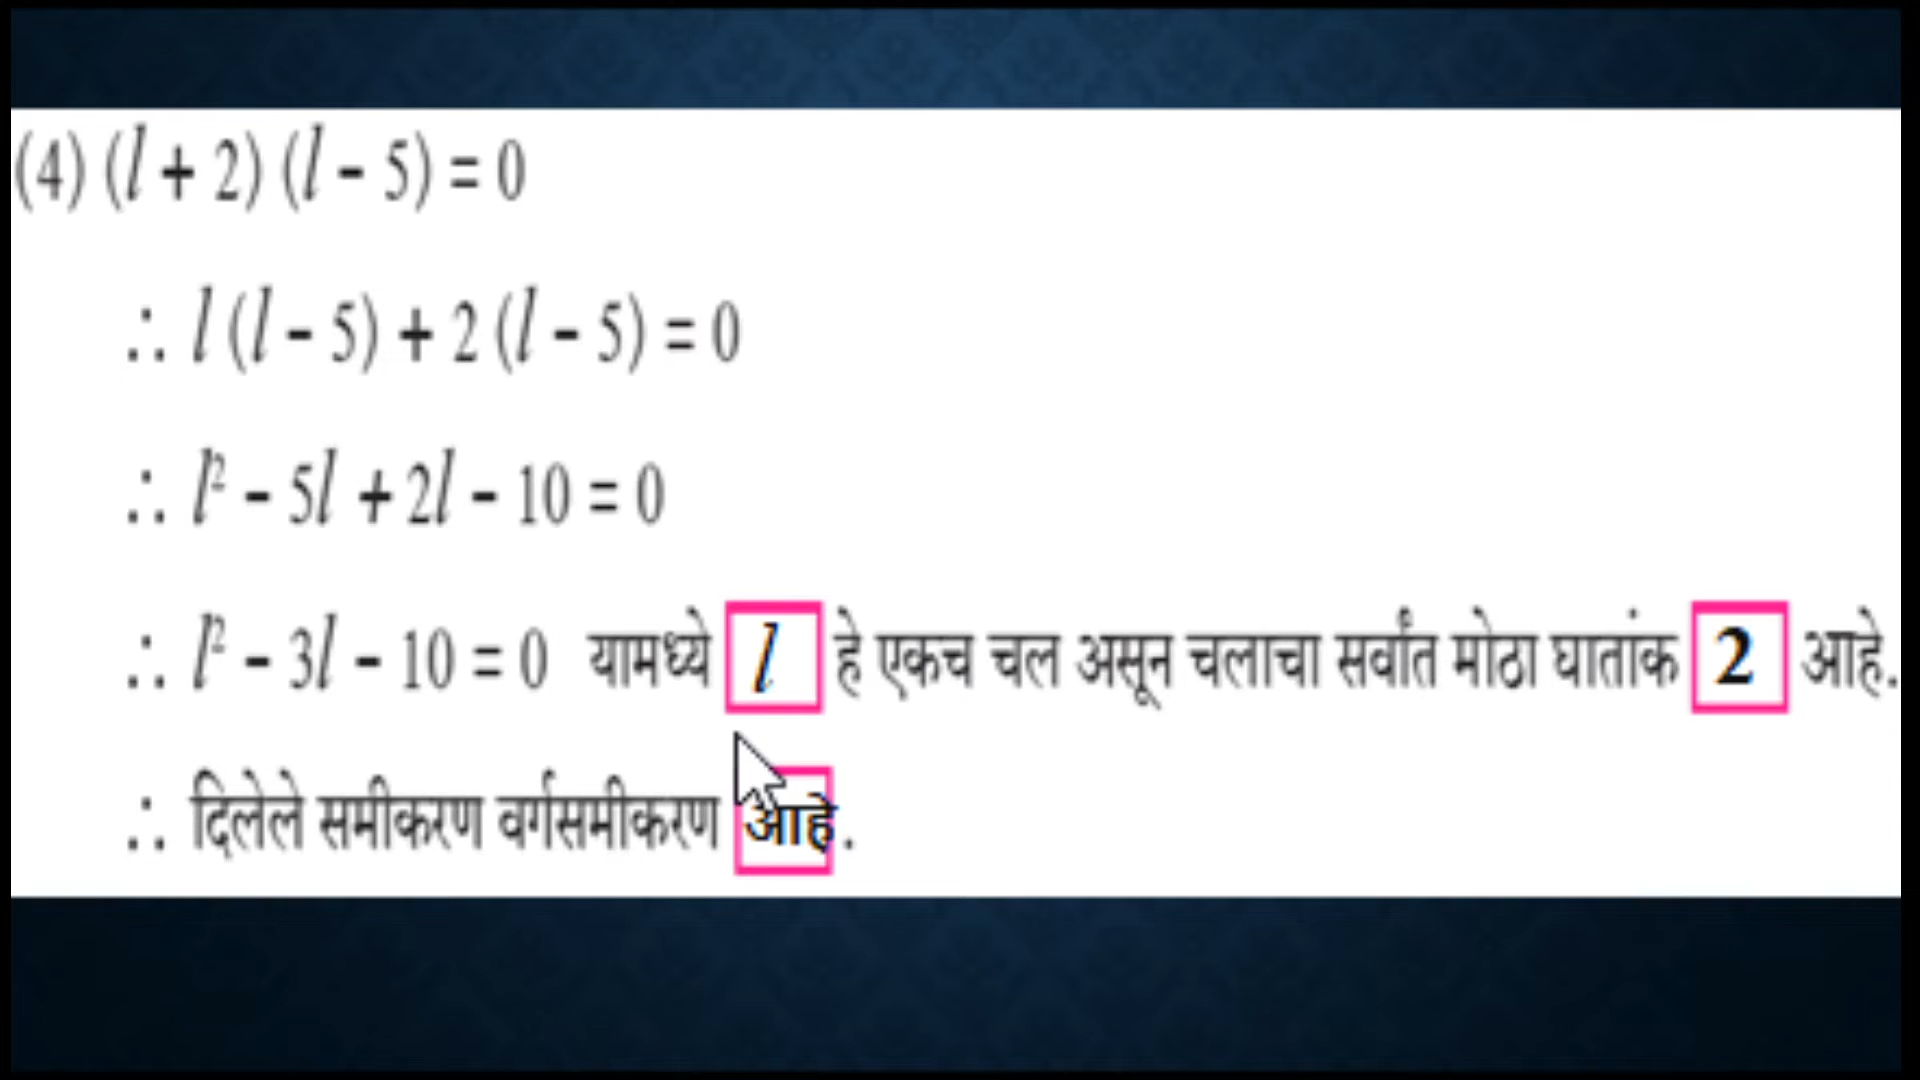 (4) (l + 2) (l – 5) = 0
∴ l (l – 5) + 2 (l – 5) = 0
∴ l² – 5l + 2l – 10 = 0
∴ l² – 3l – 10 = 0 यामध्ये l हे एकच चल असून चलाचा सर्वांत मोठा घातांक 2 आहे.
∴ दिलेले समीकरण वर्गसमीकरण आहे.